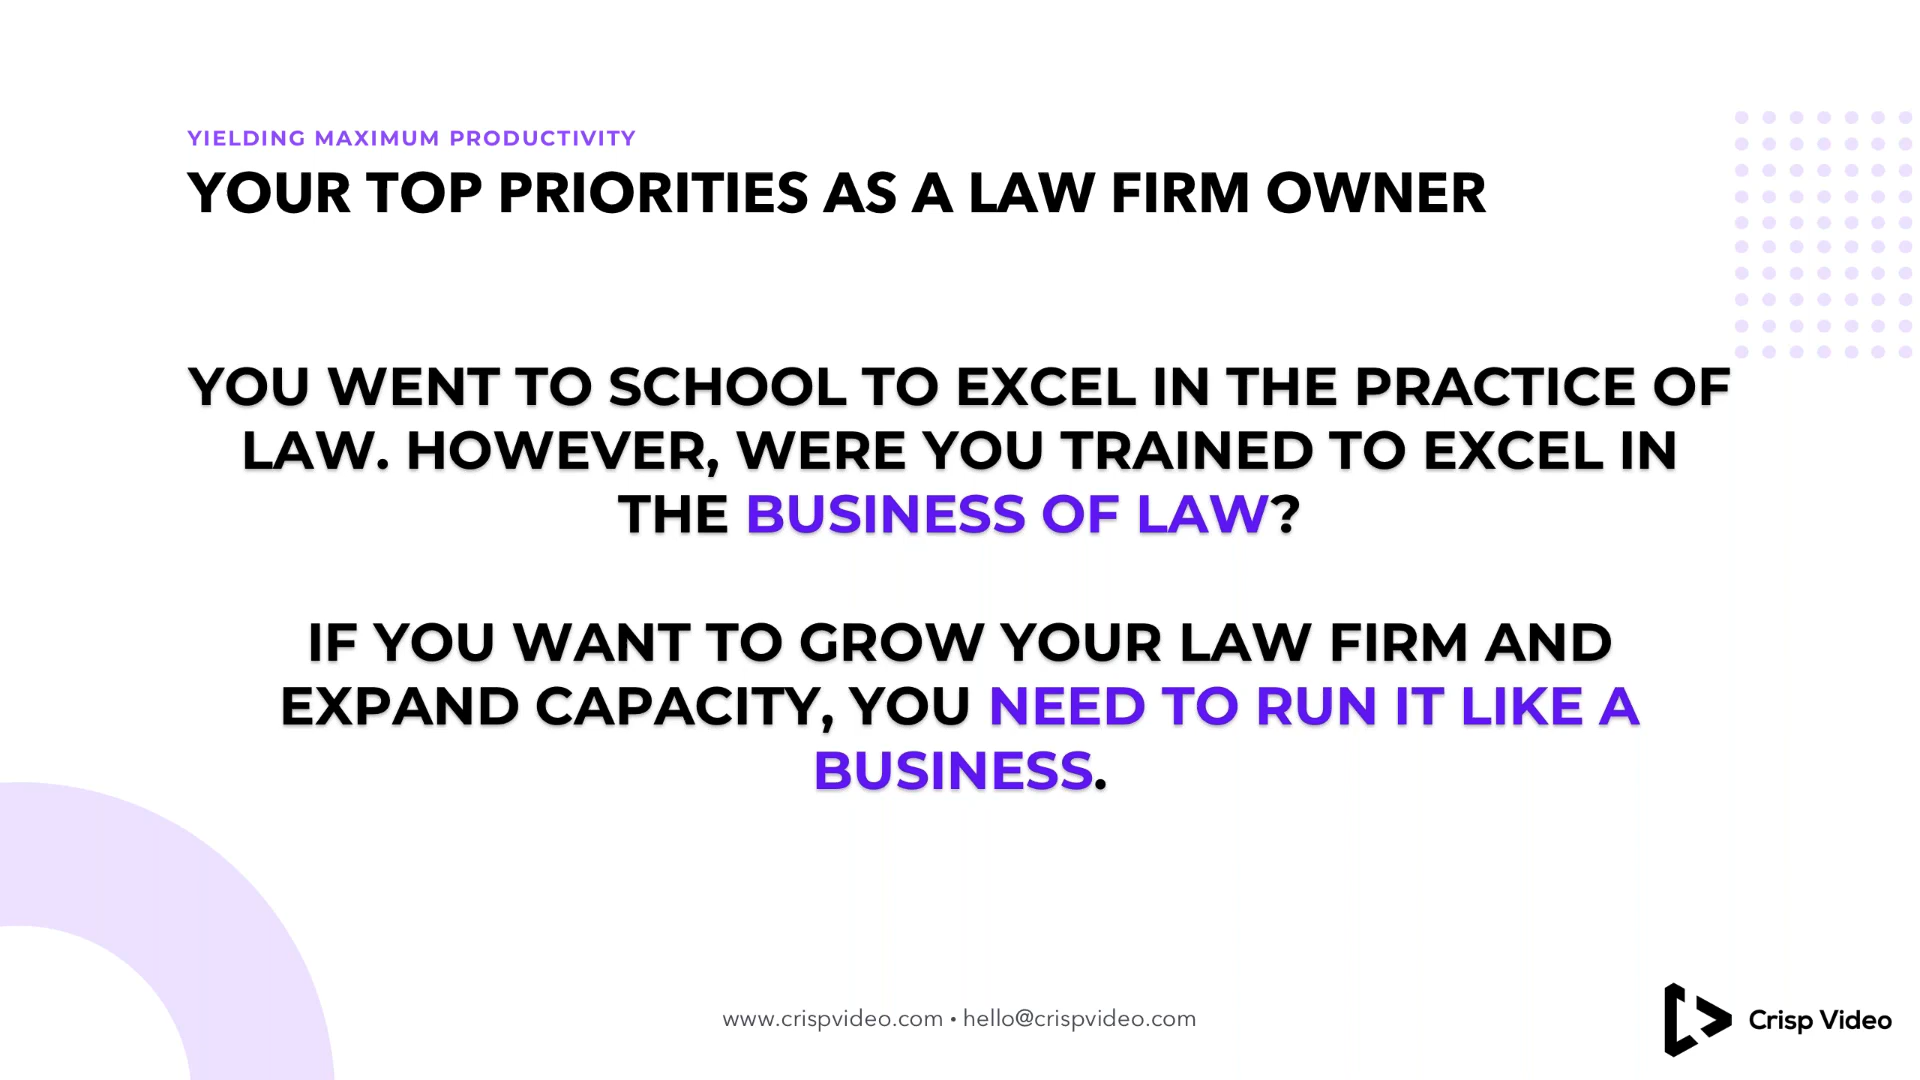 YIELDING MAXIMUM PRODUCTIVITY
YOUR TOP PRIORITIES AS A LAW FIRM OWNER
YOU WENT TO SCHOOL TO EXCEL IN THE PRACTICE OF
LAW. HOWEVER, WERE YOU TRAINED TO EXCEL IN
THE BUSINESS OF LAW?
IF YOU WANT TO GROW YOUR LAW FIRM AND
EXPAND CAPACITY, YOU NEED TO RUN IT LIKE A
BUSINESS.
www.crispvideo.com • hello@crispvideo.com
Crisp Video